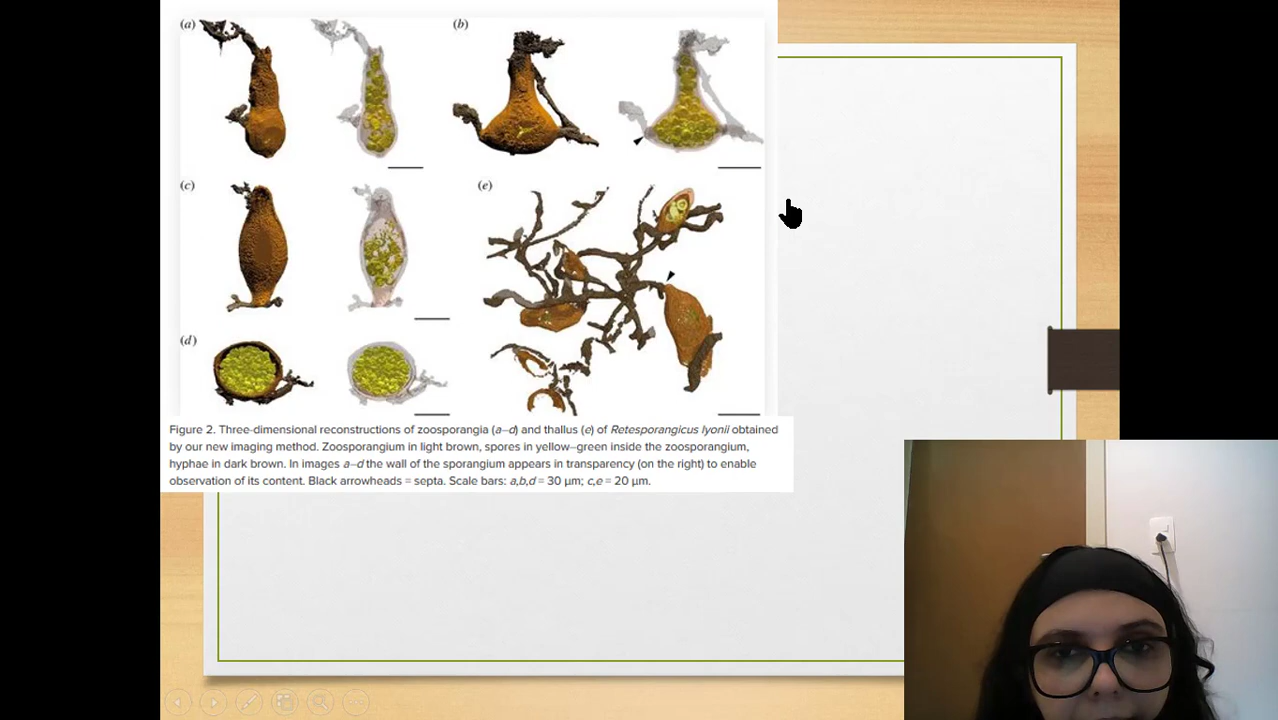 (a)
(b)
(c)
(e)
(d)
Figure 2. Three-dimensional reconstructions of zoosporangia (a–d) and thallus (e) of Retesporangicus lyonii obtained
by our new imaging method. Zoosporangium in light brown, spores in yellow–green inside the zoosporangium,
hyphae in dark brown. In images a–d the wall of the sporangium appears in transparency (on the right) to enable
observation of its content. Black arrowheads = septa. Scale bars: a,b,d = 30 μm; c,e = 20 μm.